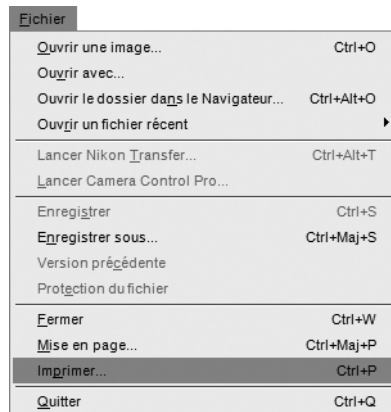 Fichier
Ouvrir une image... Ctrl+O
Ouvrir avec...
Ouvrir le dossier dans le Navigateur... Ctrl+Alt+O
Ouvrir un fichier récent
Lancer Nikon Transfer... Ctrl+Alt+T
Lancer Camera Control Pro...
Enregistrer Ctrl+S
Enregistrer sous... Ctrl+Maj+S
Version précédente
Protection du fichier
Fermer Ctrl+W
Mise en page... Ctrl+Maj+P
Imprimer... Ctrl+P
Quitter Ctrl+Q